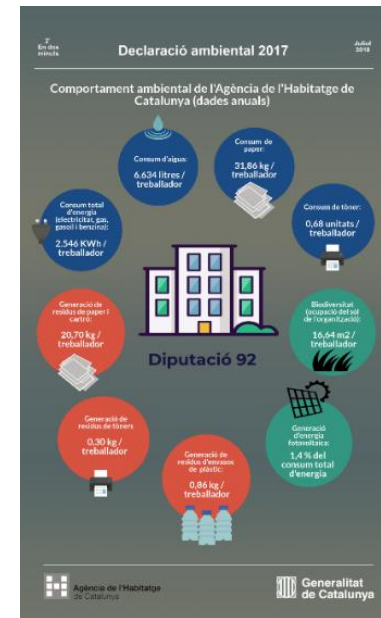 2'
En dos
minuts
Declaració ambiental 2017
Juliol
2018
Comportament ambiental de l'Agència de l'Habitatge de
Catalunya (dades anuals)
Consum d'aigua:
6.634 litres /
treballador
Consum de
paper:
31,86 kg /
treballador
Consum total
d'energia
(electricitat, gas,
gasoil i benzina):
2.546 KWh /
treballador
Consum de tòner:
0,68 unitats /
treballador
Generació de
residus de paper i
cartró:
20,70 kg /
treballador
Biodiversitat
(ocupació del sòl
de l'organització):
16,64 m2 /
treballador
Diputació 92
Generació de
residus de tòners
0,30 kg /
treballador
Generació
d'energia
fotovoltaica:
1,4 % del
consum total
d'energia
Generació de
residus d'envasos
de plàstic:
0,86 kg /
treballador
Agència de l'Habitatge
de Catalunya
Generalitat
de Catalunya